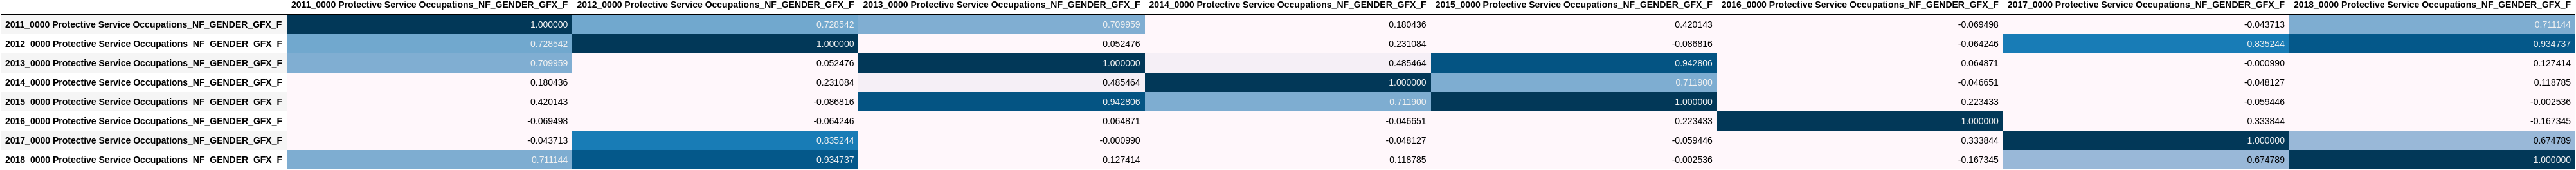 2011_0000 Protective Service Occupations_NF_GENDER_GFX_F 2012_0000 Protective Service Occupations_NF_GENDER_GFX_F 2013_0000 Protective Service Occupations_NF_GENDER_GFX_F 2014_0000 Protective Service Occupations_NF_GENDER_GFX_F 2015_0000 Protective Service Occupations_NF_GENDER_GFX_F 2016_0000 Protective Service Occupations_NF_GENDER_GFX_F 2017_0000 Protective Service Occupations_NF_GENDER_GFX_F 2018_0000 Protective Service Occupations_NF_GENDER_GFX_F
2011_0000 Protective Service Occupations_NF_GENDER_GFX_F 1.000000 0.728542 0.709959 0.180436 0.420143 -0.069498 -0.043713 0.711144
2012_0000 Protective Service Occupations_NF_GENDER_GFX_F 0.728542 1.000000 0.052476 0.231084 -0.086816 -0.064246 0.835244 0.934737
2013_0000 Protective Service Occupations_NF_GENDER_GFX_F 0.709959 0.052476 1.000000 0.485464 0.942806 0.064871 -0.000990 0.127414
2014_0000 Protective Service Occupations_NF_GENDER_GFX_F 0.180436 0.231084 0.485464 1.000000 0.711900 -0.046651 -0.048127 0.118785
2015_0000 Protective Service Occupations_NF_GENDER_GFX_F 0.420143 -0.086816 0.942806 0.711900 1.000000 0.223433 -0.059446 -0.002536
2016_0000 Protective Service Occupations_NF_GENDER_GFX_F -0.069498 -0.064246 0.064871 -0.046651 0.223433 1.000000 0.333844 -0.167345
2017_0000 Protective Service Occupations_NF_GENDER_GFX_F -0.043713 0.835244 -0.000990 -0.048127 -0.059446 0.333844 1.000000 0.674789
2018_0000 Protective Service Occupations_NF_GENDER_GFX_F 0.711144 0.934737 0.127414 0.118785 -0.002536 -0.167345 0.674789 1.000000